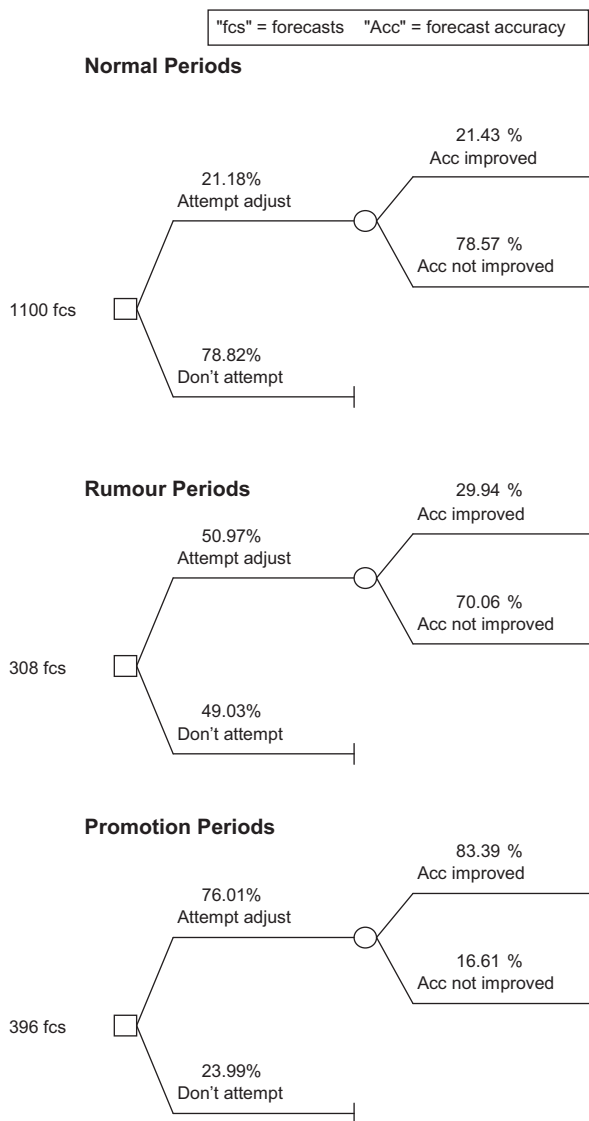 "fcs" = forecasts "Acc" = forecast accuracy
Normal Periods
21.43 %
Acc improved
21.18%
Attempt adjust
78.57 %
Acc not improved
1100 fcs
78.82%
Don't attempt
Rumour Periods
29.94 %
Acc improved
50.97%
Attempt adjust
70.06 %
Acc not improved
308 fcs
49.03%
Don't attempt
Promotion Periods
83.39 %
Acc improved
76.01%
Attempt adjust
16.61 %
Acc not improved
396 fcs
23.99%
Don't attempt